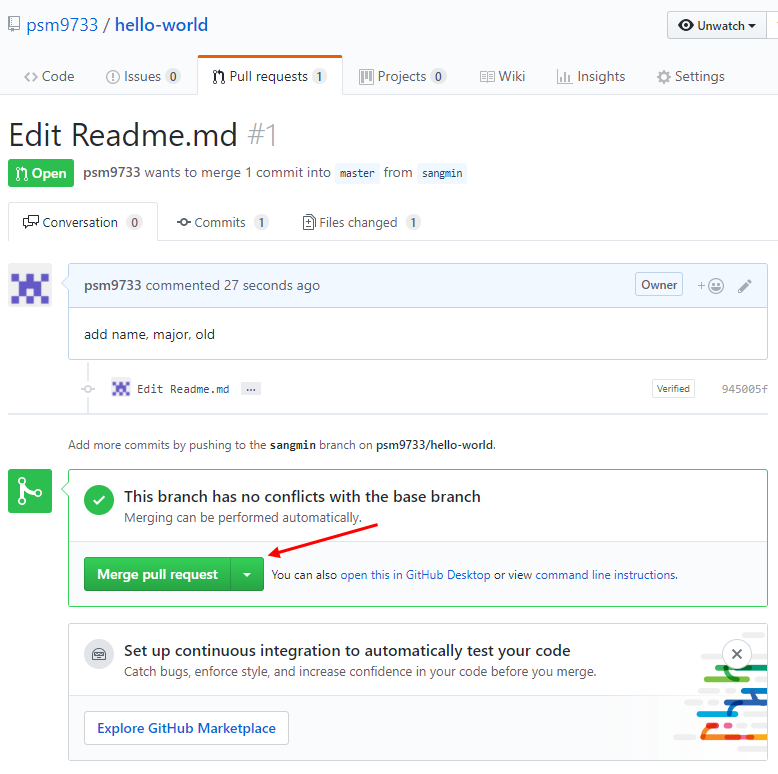 psm9733 / hello-world
Unwatch
Code Issues 0 Pull requests 1 Projects 0 Wiki Insights Settings
Edit Readme.md #1
Open psm9733 wants to merge 1 commit into master from sangmin
Conversation 0 Commits 1 Files changed 1
psm9733 commented 27 seconds ago Owner +
add name, major, old
Edit Readme.md ... Verified 945005f
Add more commits by pushing to the sangmin branch on psm9733/hello-world.
This branch has no conflicts with the base branch
Merging can be performed automatically.
Merge pull request You can also open this in GitHub Desktop or view command line instructions.
Set up continuous integration to automatically test your code
Catch bugs, enforce style, and increase confidence in your code before you merge.
Explore GitHub Marketplace